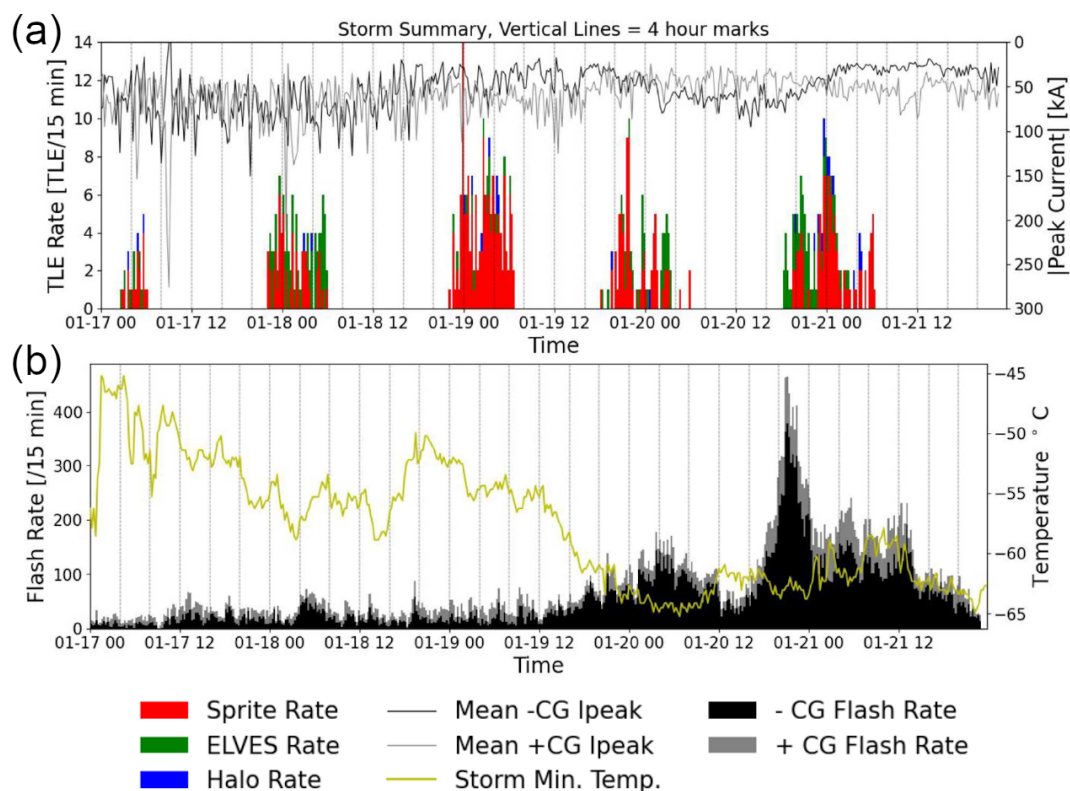 (a)
Storm Summary, Vertical Lines = 4 hour marks
TLE Rate [TLE/15 min]
14
12
10
8
6
4
2
0
0
50
100
150
200
250
300
|Peak Current| [kA]
01-17 00 01-17 12 01-18 00 01-18 12 01-19 00 01-19 12 01-20 00 01-20 12 01-21 00 01-21 12
Time
(b)
Flash Rate [/15 min]
400
300
200
100
0
−45
−50
−55
−60
−65
Temperature ° C
01-17 00 01-17 12 01-18 00 01-18 12 01-19 00 01-19 12 01-20 00 01-20 12 01-21 00 01-21 12
Time
Sprite Rate
ELVES Rate
Halo Rate
Mean -CG Ipeak
Mean +CG Ipeak
Storm Min. Temp.
- CG Flash Rate
+ CG Flash Rate